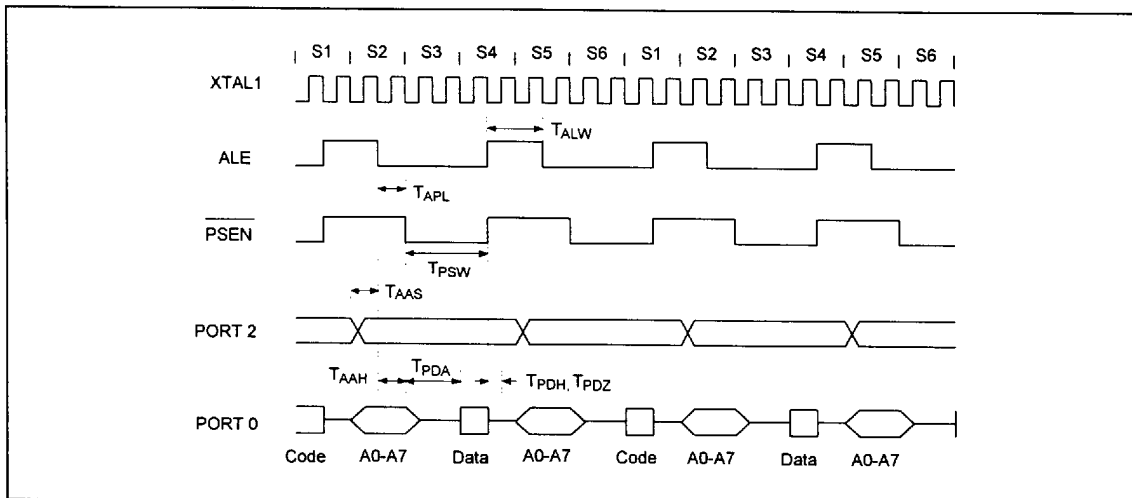 S1 S2 S3 S4 S5 S6 S1 S2 S3 S4 S5 S6
XTAL1
TALW
ALE
TAPL
PSEN
TPSW
TAAS
PORT 2
TAAH TPDA TPDH, TPDZ
PORT 0
Code A0-A7 Data A0-A7 Code A0-A7 Data A0-A7